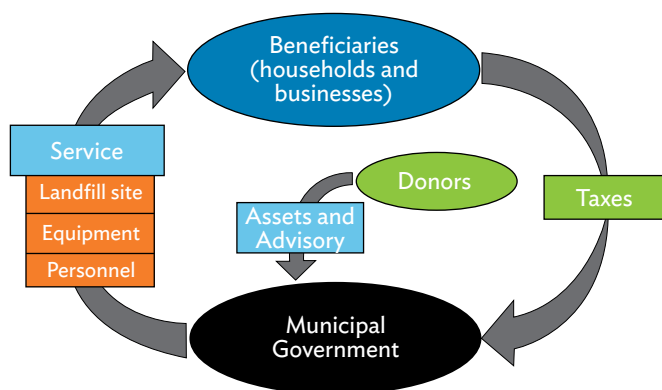 Beneficiaries
(households and
businesses)
Service
Landfill site
Equipment
Personnel
Donors
Assets and
Advisory
Taxes
Municipal
Government